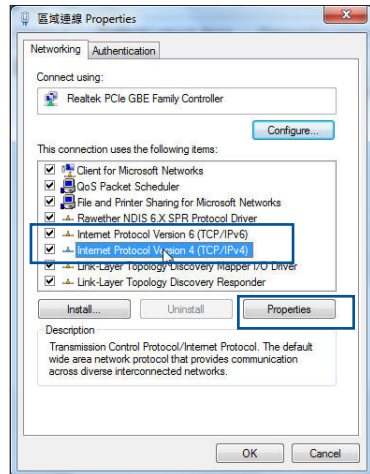 區域連線 Properties
Networking
Authentication
Connect using:
Realtek PCIe GBE Family Controller
Configure...
This connection uses the following items:
Client for Microsoft Networks
QoS Packet Scheduler
File and Printer Sharing for Microsoft Networks
Rawether NDIS 6.X SPR Protocol Driver
Internet Protocol Version 6 (TCP/IPv6)
Internet Protocol Version 4 (TCP/IPv4)
Link-Layer Topology Discovery Mapper I/O Driver
Link-Layer Topology Discovery Responder
Install...
Uninstall
Properties
Description
Transmission Control Protocol/Internet Protocol. The default
wide area network protocol that provides communication
across diverse interconnected networks.
OK
Cancel